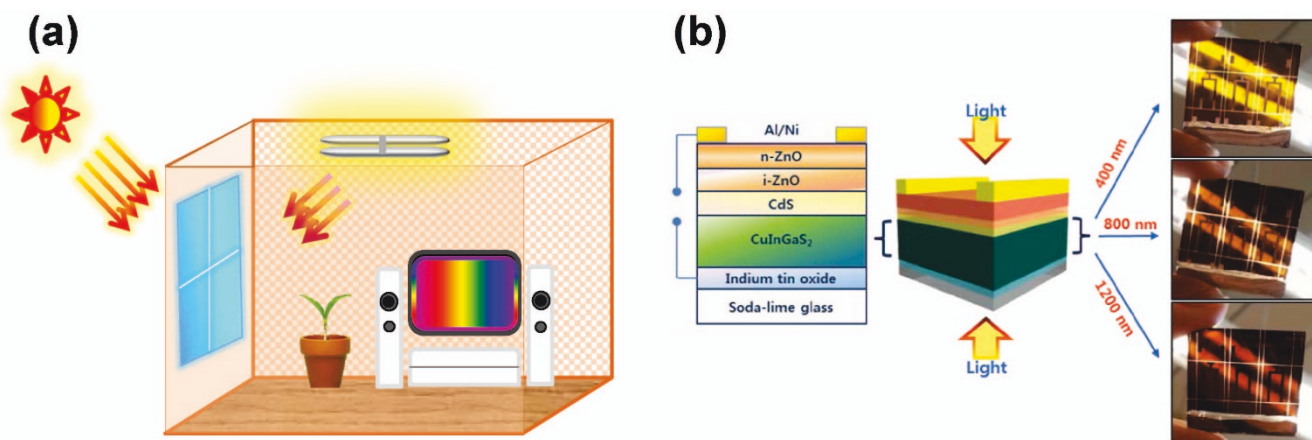 (a)
(b)
Light
Al/Ni
n-ZnO
i-ZnO
CdS
CuInGaS₂
Indium tin oxide
Soda-lime glass
Light
400 nm
800 nm
1200 nm